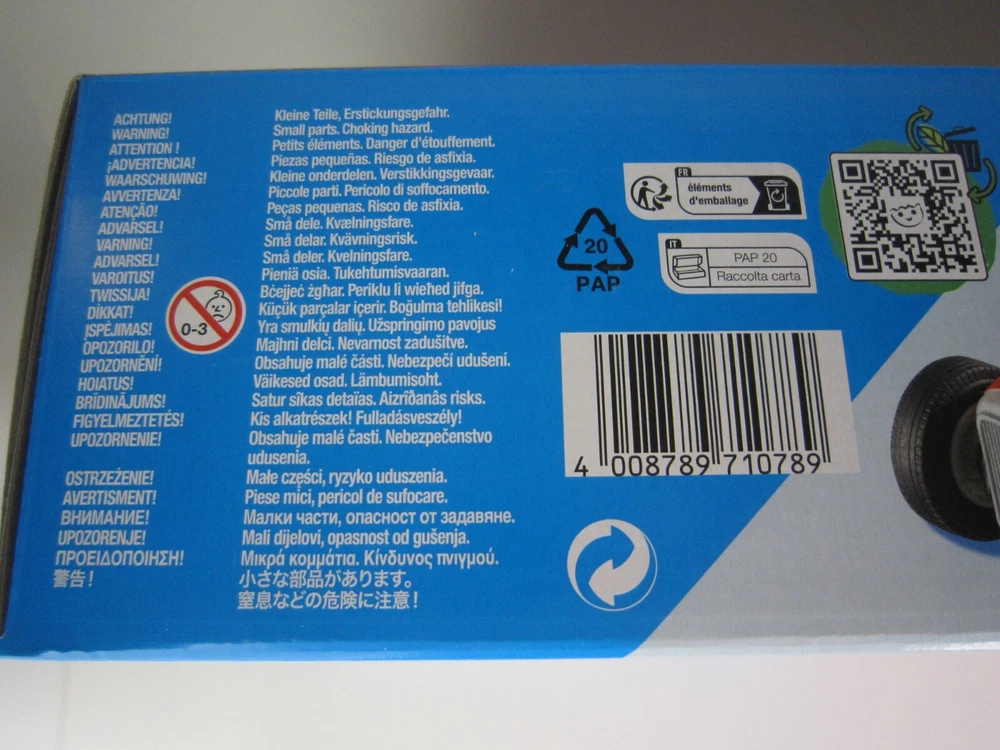 ACHTUNG! Kleine Teile, Erstickungsgefahr.
WARNING! Small parts. Choking hazard.
ATTENTION ! Petits éléments. Danger d'étouffement.
¡ADVERTENCIA! Piezas pequeñas. Riesgo de asfixia.
WAARSCHUWING! Kleine onderdelen. Verstikkingsgevaar.
AVVERTENZA! Piccole parti. Pericolo di soffocamento.
ATENÇÃO! Peças pequenas. Risco de asfixia.
ADVARSEL! Små dele. Kvælningsfare.
VARNING! Små delar. Kvävningsrisk.
ADVARSEL! Små deler. Kvelningsfare.
VAROITUS! Pieniä osia. Tukehtumisvaaran.
TWISSIJA! Bċejjeċ żgħar. Periklu li wieħed jifga.
DİKKAT! Küçük parçalar içerir. Boğulma tehlikesi!
ĮSPĖJIMAS! Yra smulkių dalių. Užspringimo pavojus
OPOZORILO! Majhni delci. Nevarnost zadušitve.
UPOZORNĚNÍ! Obsahuje malé části. Nebezpečí udušení.
HOIATUS! Väikesed osad. Lämbumisoht.
BRĪDINĀJUMS! Satur sīkas detaļas. Aizrīšanās risks.
FIGYELMEZTETÉS! Kis alkatrészek! Fulladásveszély!
UPOZORNENIE! Obsahuje malé časti. Nebezpečenstvo
udusenia.
OSTRZEŻENIE! Małe części, ryzyko uduszenia.
AVERTISMENT! Piese mici, pericol de sufocare.
ВНИМАНИЕ! Малки части, опасност от задавяне.
UPOZORENJE! Mali dijelovi, opasnost od gušenja.
ΠΡΟΕΙΔΟΠΟΙΗΣΗ! Μικρά κομμάτια. Κίνδυνος πνιγμού.
警告！ 小さな部品があります。
窒息などの危険に注意！
0-3
20
PAP
FR
éléments
d'emballage
IT
PAP 20
Raccolta carta
4 008789 710789